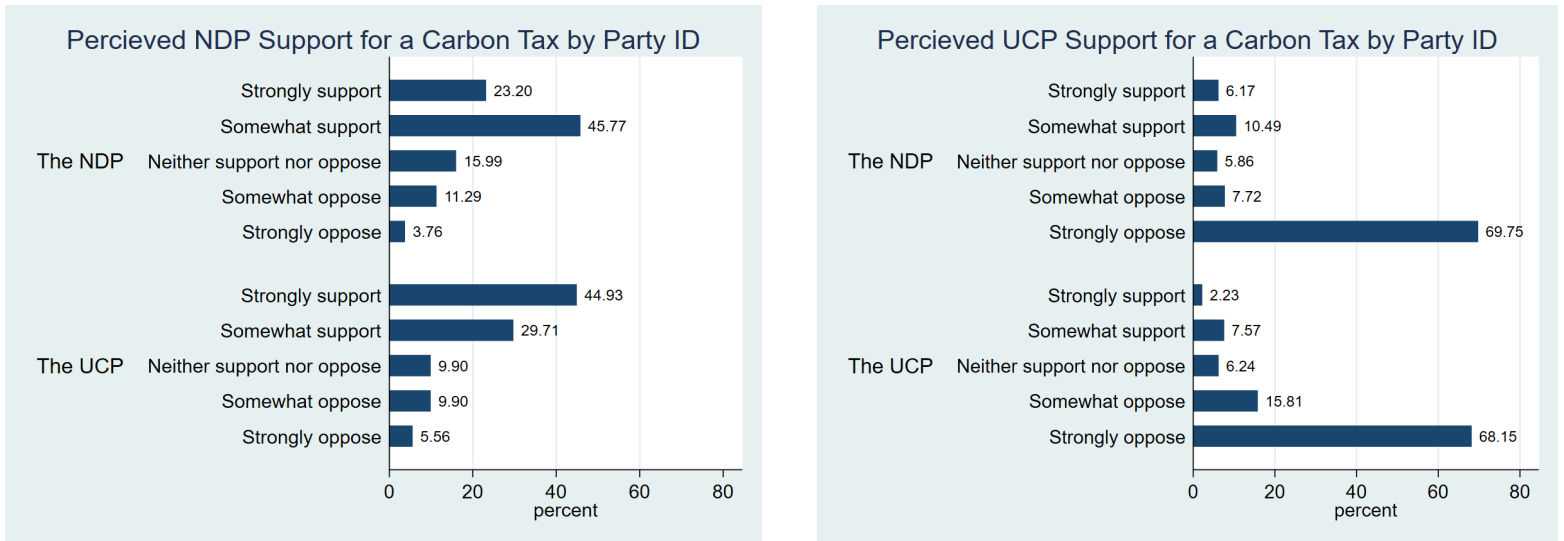 Percieved NDP Support for a Carbon Tax by Party ID
The NDP
Strongly support 23.20
Somewhat support 45.77
Neither support nor oppose 15.99
Somewhat oppose 11.29
Strongly oppose 3.76
The UCP
Strongly support 44.93
Somewhat support 29.71
Neither support nor oppose 9.90
Somewhat oppose 9.90
Strongly oppose 5.56
0 20 40 60 80
percent
Percieved UCP Support for a Carbon Tax by Party ID
The NDP
Strongly support 6.17
Somewhat support 10.49
Neither support nor oppose 5.86
Somewhat oppose 7.72
Strongly oppose 69.75
The UCP
Strongly support 2.23
Somewhat support 7.57
Neither support nor oppose 6.24
Somewhat oppose 15.81
Strongly oppose 68.15
0 20 40 60 80
percent